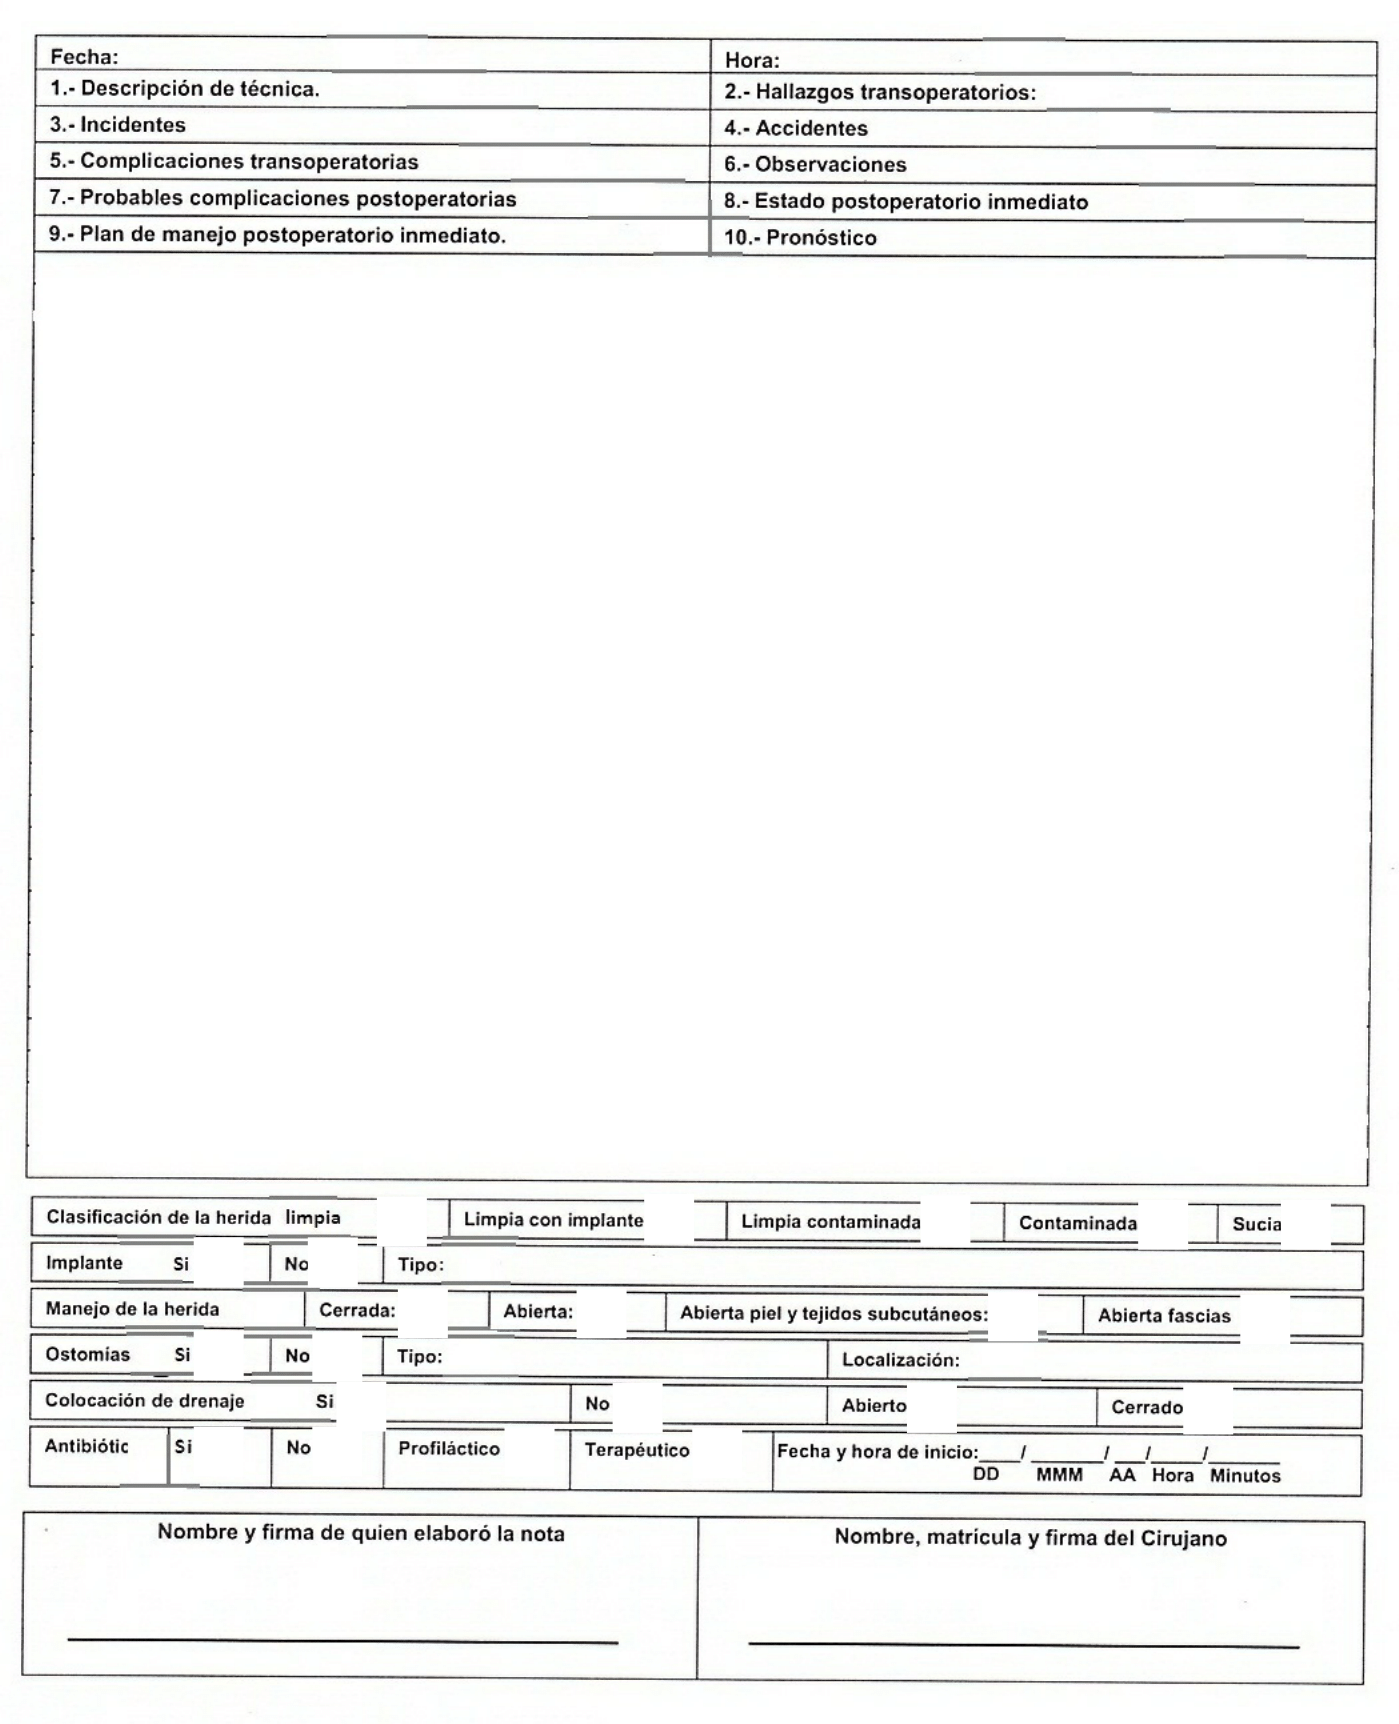 Fecha: Hora:
1.- Descripción de técnica. 2.- Hallazgos transoperatorios:
3.- Incidentes 4.- Accidentes
5.- Complicaciones transoperatorias 6.- Observaciones
7.- Probables complicaciones postoperatorias 8.- Estado postoperatorio inmediato
9.- Plan de manejo postoperatorio inmediato. 10.- Pronóstico
Clasificación de la herida limpia Limpia con implante Limpia contaminada Contaminada Sucia
Implante Si No Tipo:
Manejo de la herida Cerrada: Abierta: Abierta piel y tejidos subcutáneos: Abierta fascias
Ostomías Si No Tipo: Localización:
Colocación de drenaje Si No Abierto Cerrado
Antibiótic Si No Profiláctico Terapéutico Fecha y hora de inicio:____/_______/___/_____/_______
DD MMM AA Hora Minutos
Nombre y firma de quien elaboró la nota Nombre, matrícula y firma del Cirujano